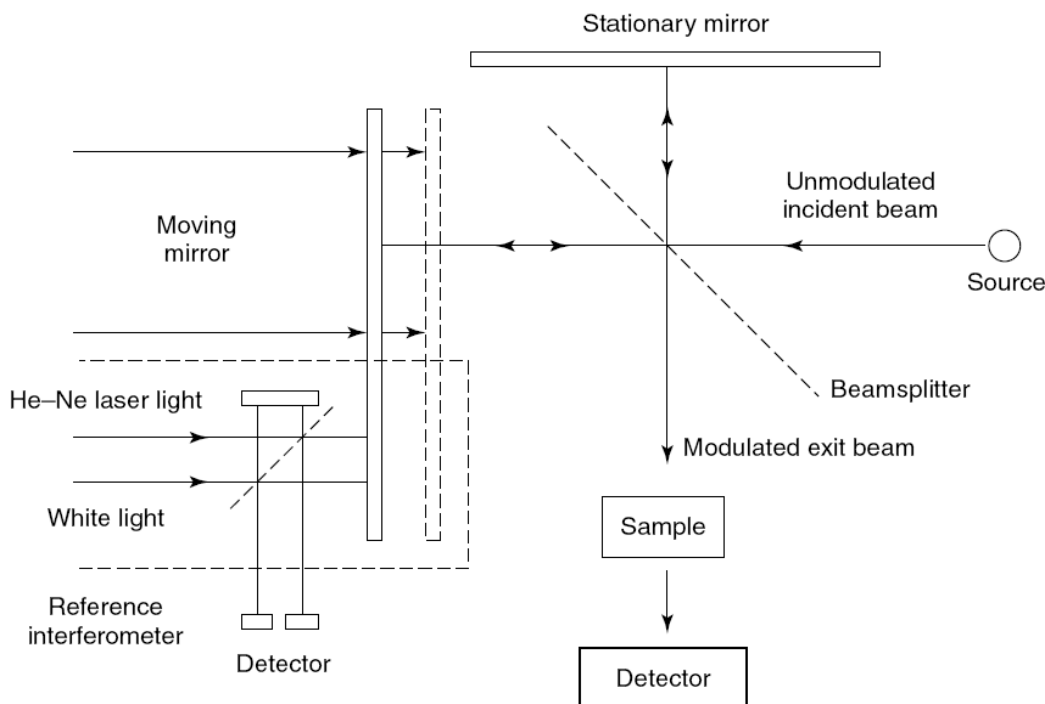 Stationary mirror
Unmodulated
incident beam
Moving
mirror
Source
He–Ne laser light
Beamsplitter
Modulated exit beam
White light
Sample
Reference
interferometer
Detector
Detector